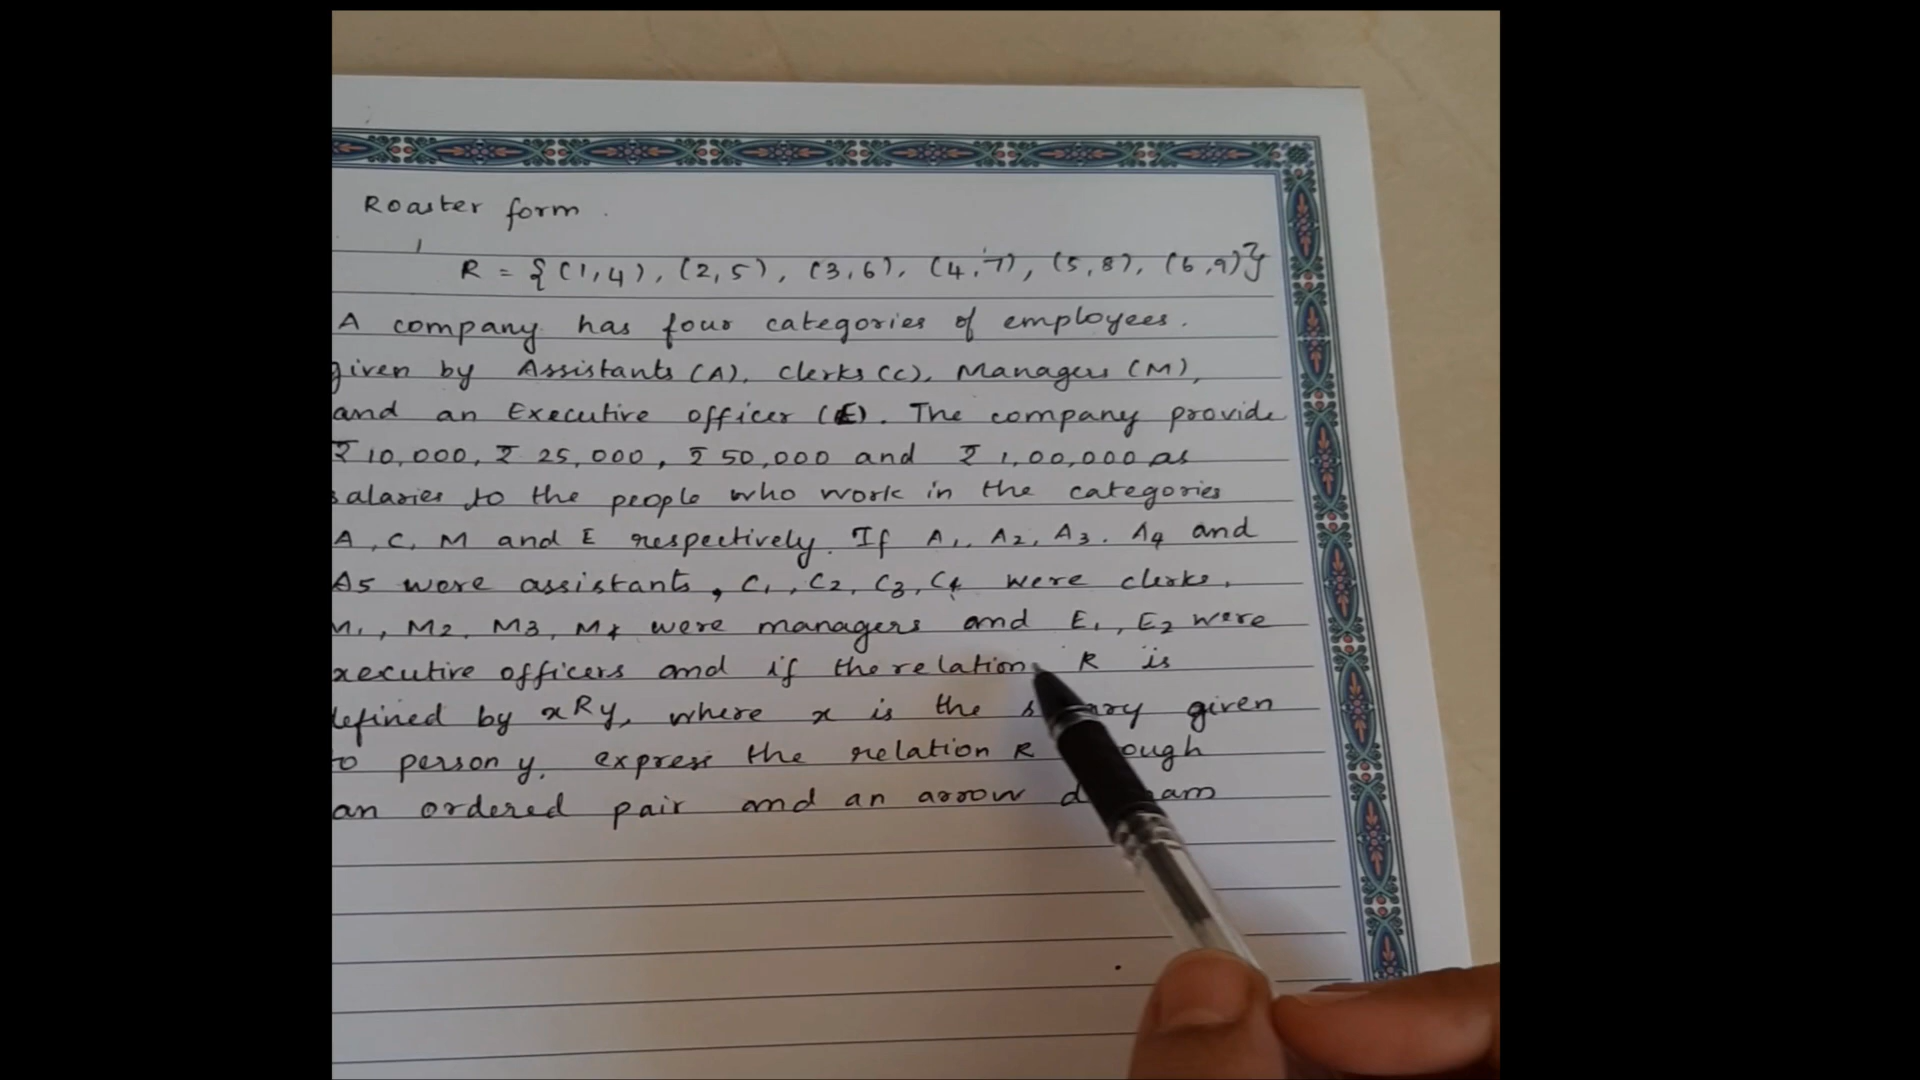 Roaster form.
R = {(1,4), (2,5), (3,6), (4,7), (5,8), (6,9)}
A company has four categories of employees.
given by Assistants (A), Clerks (C), Managers (M),
and an Executive officer (E). The company provide
₹ 10,000, ₹ 25,000, ₹ 50,000 and ₹ 1,00,000 as
salaries to the people who work in the categories
A, C, M and E respectively. If A1, A2, A3, A4 and
A5 were assistants, C1, C2, C3, C4 were clerks,
M1, M2, M3, M4 were managers and E1, E2 were
xecutive officers and if the relation R is
defined by xRy, where x is the given
to person y. express the relation R
an ordered pair and an arrow